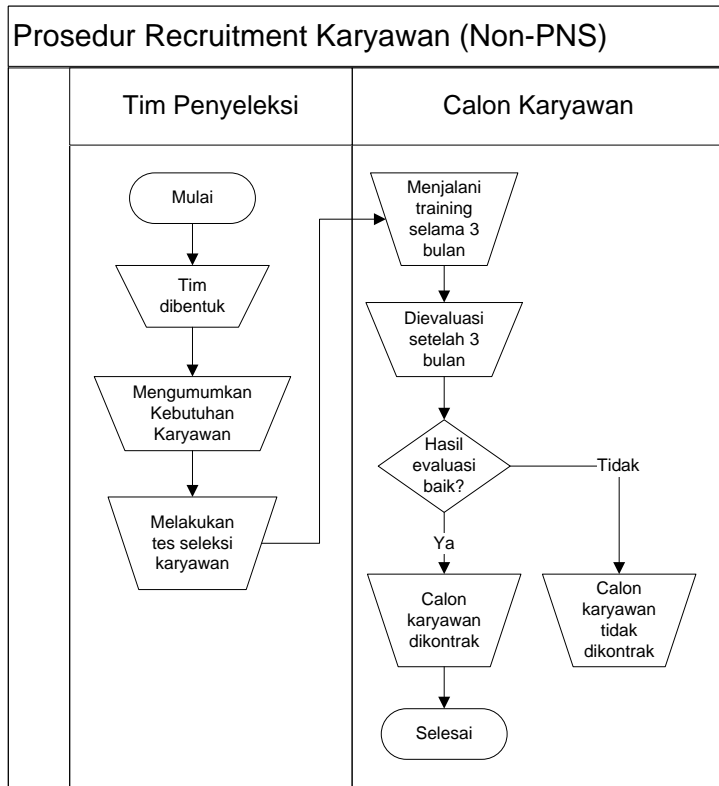 Prosedur Recruitment Karyawan (Non-PNS)
Tim Penyeleksi
Calon Karyawan
Mulai
Tim
dibentuk
Mengumumkan
Kebutuhan
Karyawan
Melakukan
tes seleksi
karyawan
Menjalani
training
selama 3
bulan
Dievaluasi
setelah 3
bulan
Hasil
evaluasi
baik?
Tidak
Ya
Calon
karyawan
dikontrak
Calon
karyawan
tidak
dikontrak
Selesai